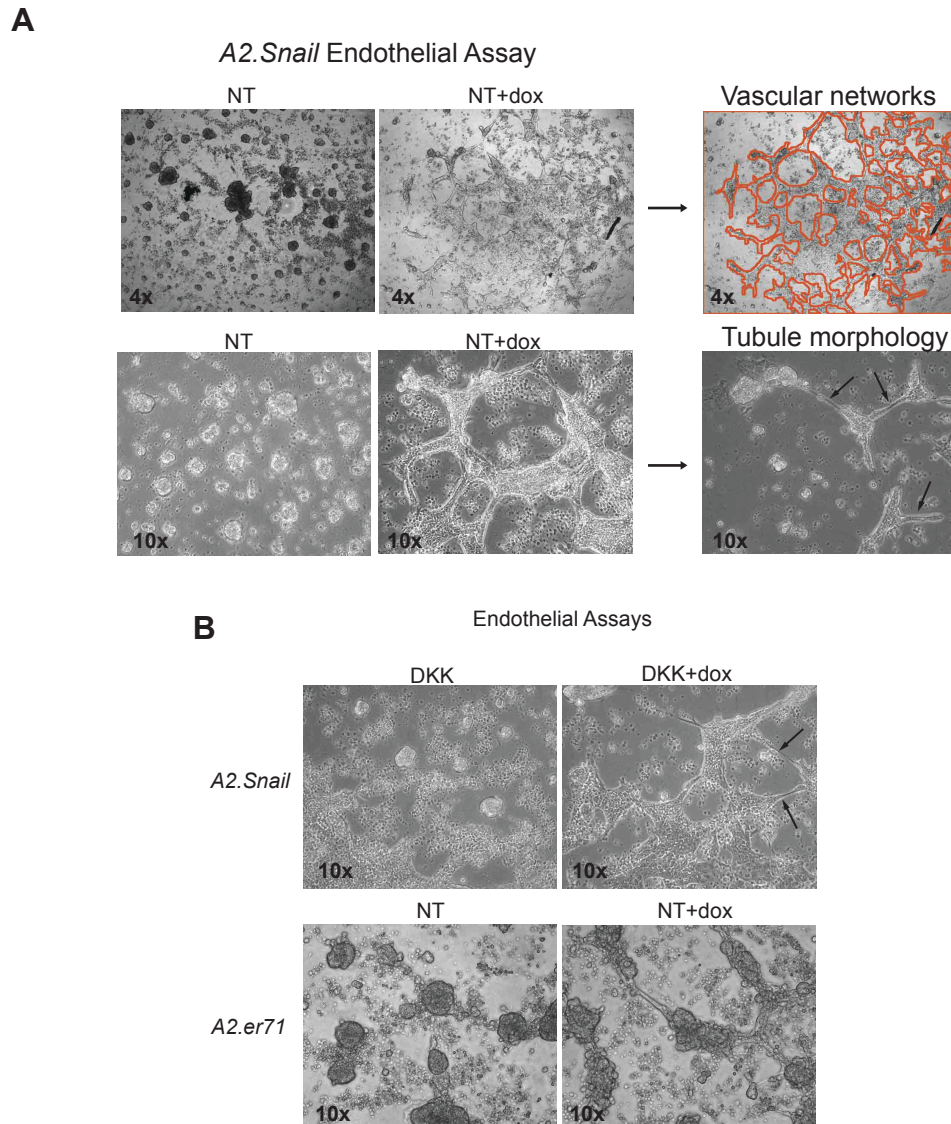 A
A2.Snail Endothelial Assay
NT
NT+dox
Vascular networks
4x
4x
4x
NT
NT+dox
Tubule morphology
10x
10x
10x
B
Endothelial Assays
DKK
DKK+dox
A2.Snail
10x
10x
NT
NT+dox
A2.er71
10x
10x